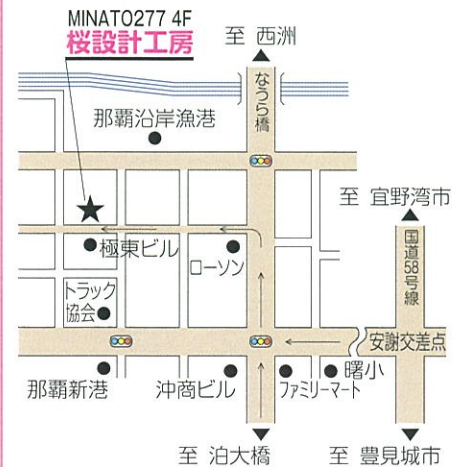 MINATO277 4F
桜設計工房
至 西洲
なうら橋
那覇沿岸漁港
至 宜野湾市
国道58号線
極東ビル
ローソン
トラック
協会
安謝交差点
曙小
那覇新港
沖商ビル
ファミリーマート
至 泊大橋
至 豊見城市